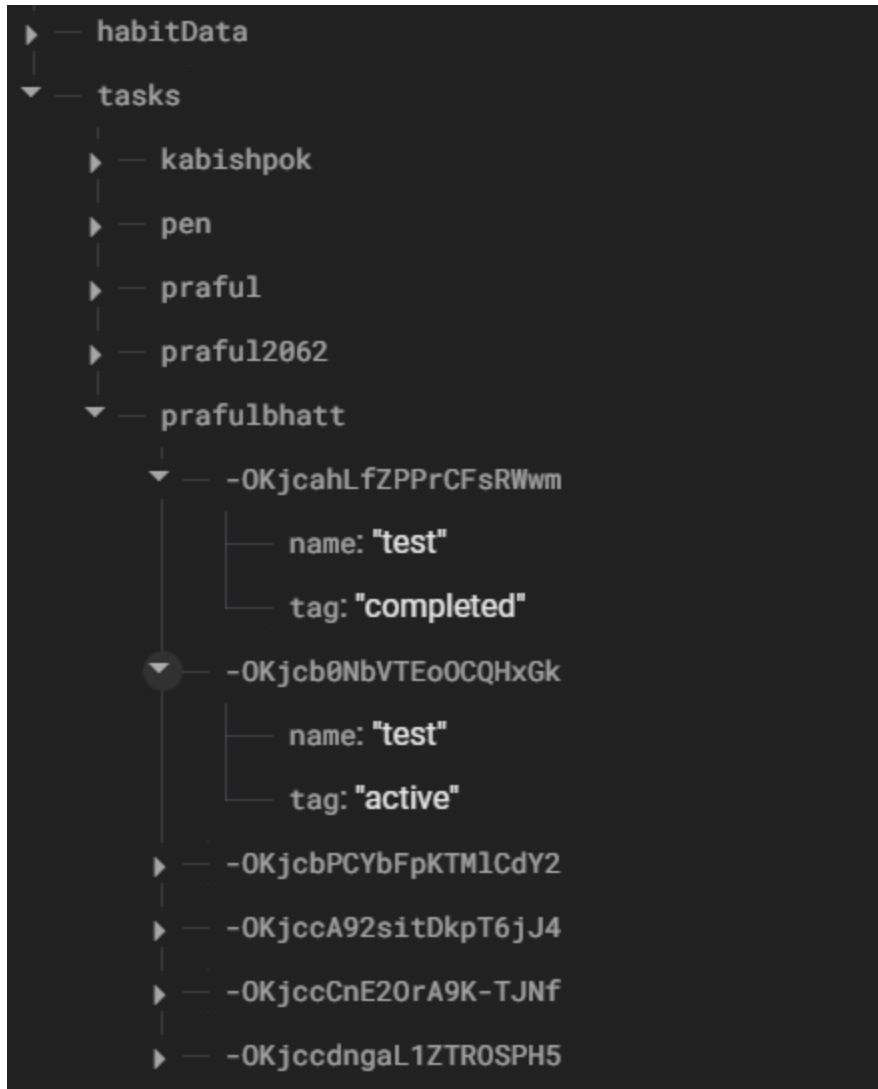 habitData
tasks
kabishpok
pen
praful
praful2062
prafulbhatt
-OKjcahLfZPPrCFsRWwm
name: "test"
tag: "completed"
-OKjcb0NbVTEoOCQHxGk
name: "test"
tag: "active"
-OKjcbPCYbFpKTMlCdY2
-OKjccA92sitDkpT6jJ4
-OKjccCnE2OrA9K-TJNf
-OKjccdngaL1ZTROSPH5